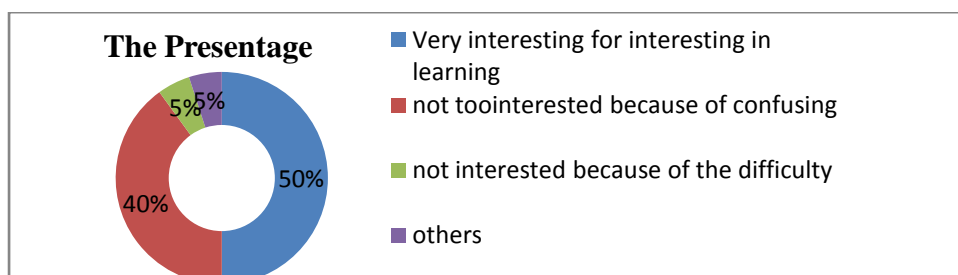 The Presentage
5%
5%
50%
40%
Very interesting for interesting in
learning
not toointerested because of confusing
not interested because of the difficulty
others